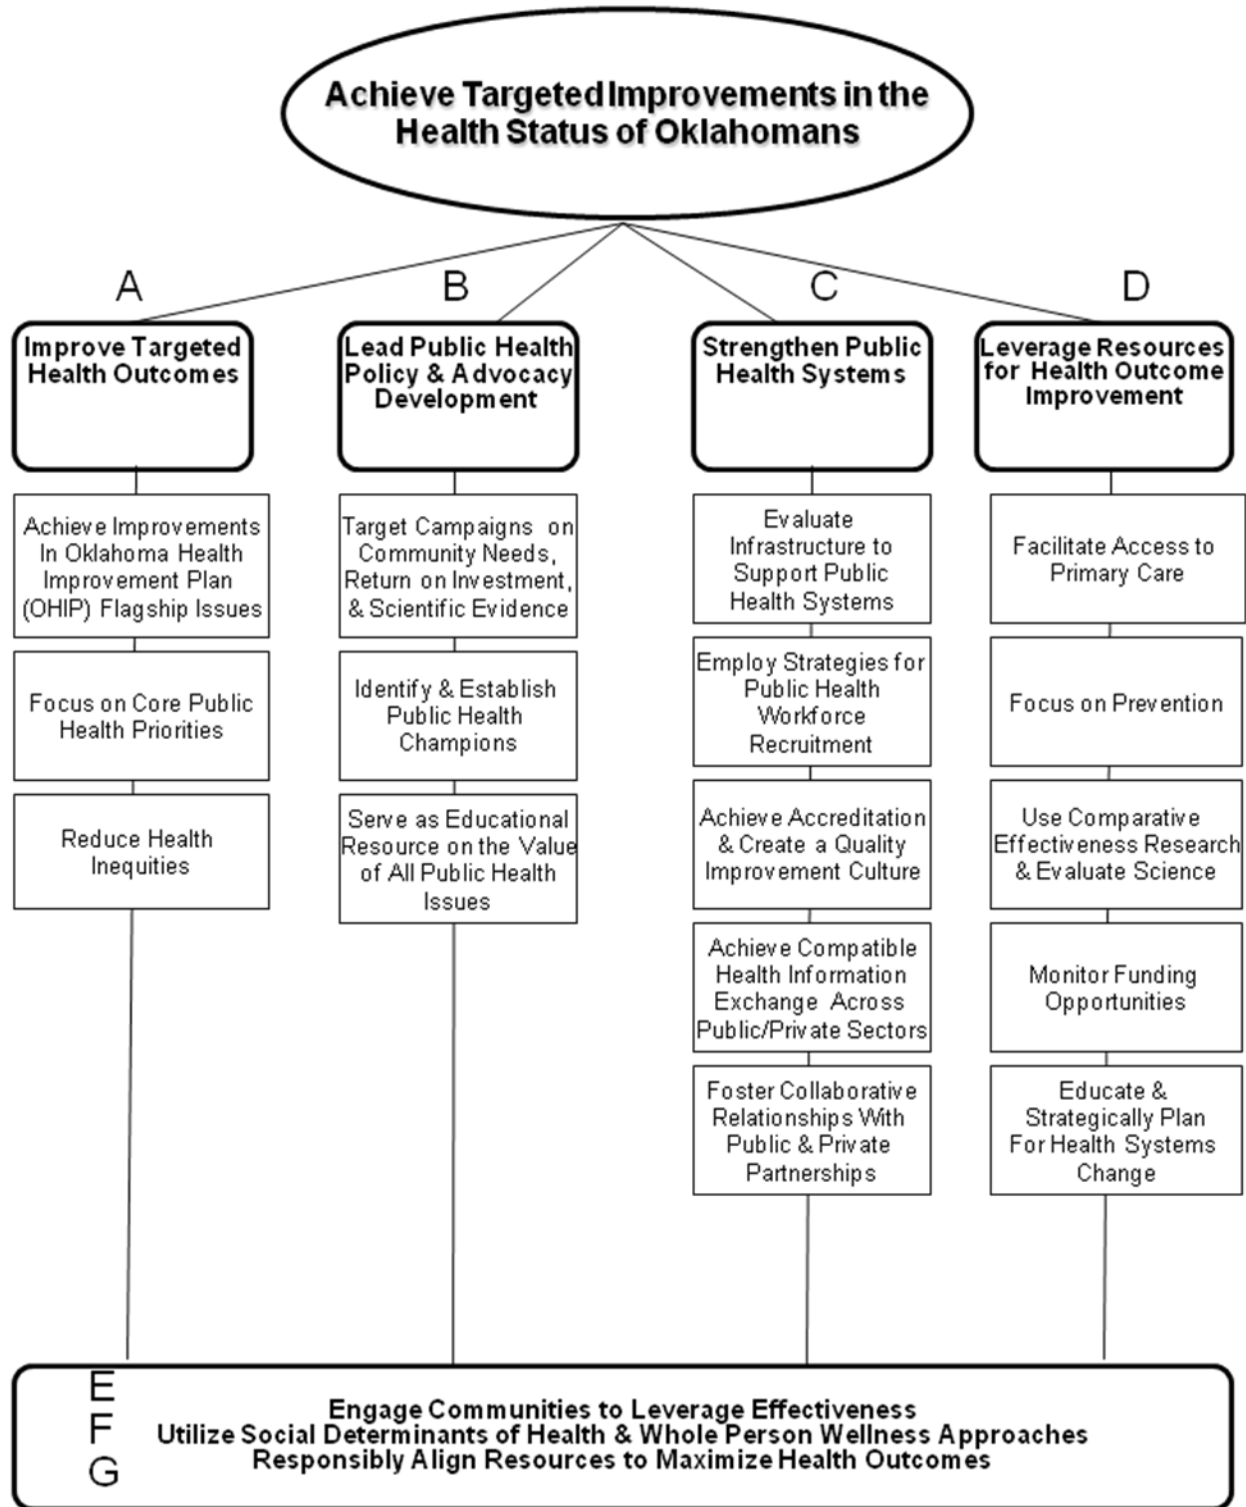 Achieve Targeted Improvements in the
Health Status of Oklahomans
A
B
C
D
Improve Targeted
Health Outcomes
Lead Public Health
Policy & Advocacy
Development
Strengthen Public
Health Systems
Leverage Resources
for Health Outcome
Improvement
Achieve Improvements
In Oklahoma Health
Improvement Plan
(OHIP) Flagship Issues
Focus on Core Public
Health Priorities
Reduce Health
Inequities
Target Campaigns on
Community Needs,
Return on Investment,
& Scientific Evidence
Identify & Establish
Public Health
Champions
Serve as Educational
Resource on the Value
of All Public Health
Issues
Evaluate
Infrastructure to
Support Public
Health Systems
Employ Strategies for
Public Health
Workforce
Recruitment
Achieve Accreditation
& Create a Quality
Improvement Culture
Achieve Compatible
Health Information
Exchange Across
Public/Private Sectors
Foster Collaborative
Relationships With
Public & Private
Partnerships
Facilitate Access to
Primary Care
Focus on Prevention
Use Comparative
Effectiveness Research
& Evaluate Science
Monitor Funding
Opportunities
Educate &
Strategically Plan
For Health Systems
Change
E
F
G
Engage Communities to Leverage Effectiveness
Utilize Social Determinants of Health & Whole Person Wellness Approaches
Responsibly Align Resources to Maximize Health Outcomes